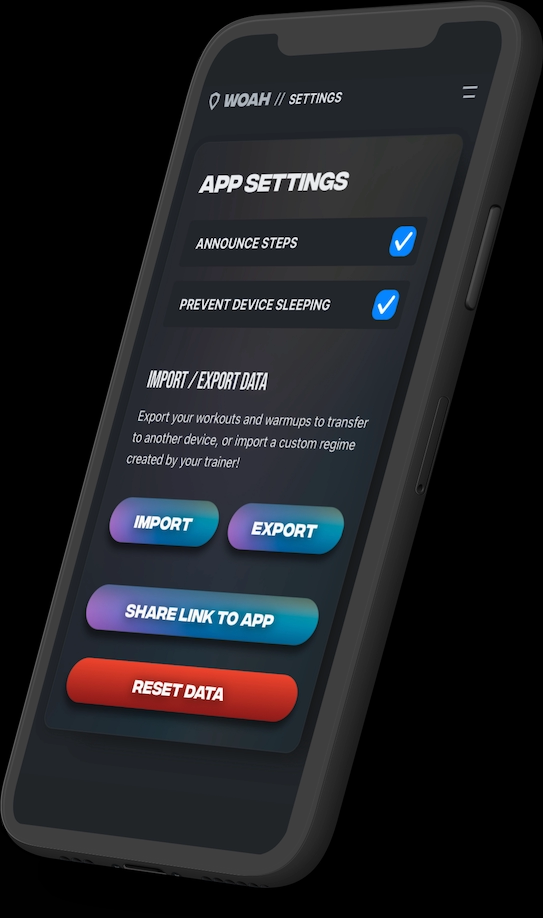 WOAH // SETTINGS
APP SETTINGS
ANNOUNCE STEPS
PREVENT DEVICE SLEEPING
IMPORT / EXPORT DATA
Export your workouts and warmups to transfer
to another device, or import a custom regime
created by your trainer!
IMPORT EXPORT
SHARE LINK TO APP
RESET DATA